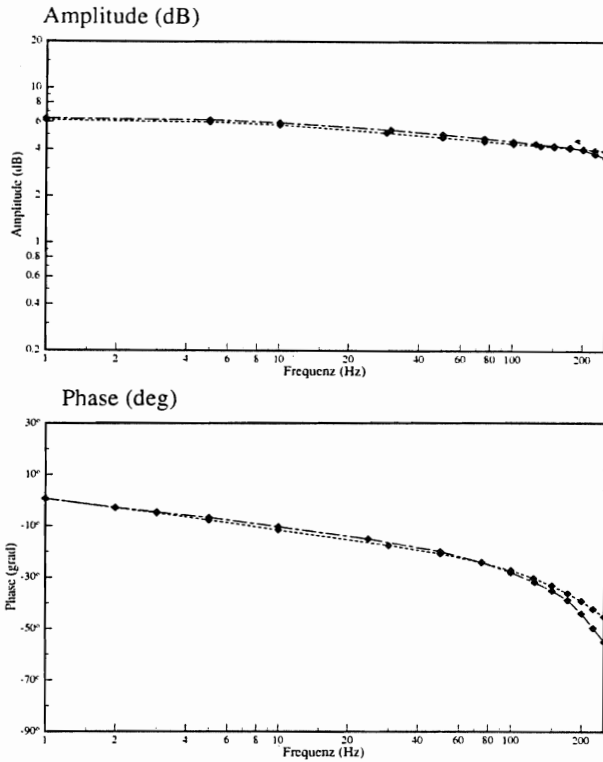 Amplitude (dB)
20
10
8
6
4
2
1
0.8
0.6
0.4
0.2
Amplitude (dB)
1 2 4 6 8 10 20 40 60 80 100 200
Frequenz (Hz)
Phase (deg)
30°
10°
-10°
-30°
-50°
-70°
-90°
Phase (grad)
1 2 4 6 8 10 20 40 60 80 100 200
Frequenz (Hz)